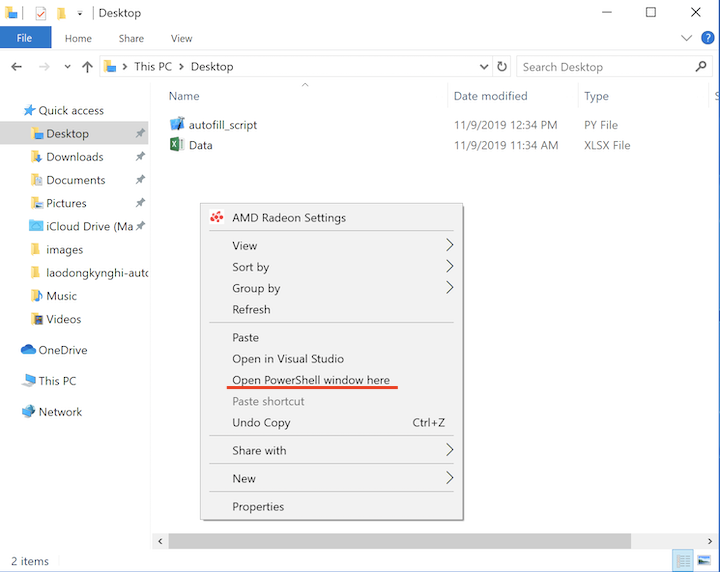 Desktop
File Home Share View
This PC Desktop Search Desktop
Name Date modified Type S
Quick access
Desktop
Downloads
Documents
Pictures
iCloud Drive (Ma
images
laodongkynghi-auto
Music
Videos
OneDrive
This PC
Network
autofill_script 11/9/2019 12:34 PM PY File
Data 11/9/2019 11:34 AM XLSX File
AMD Radeon Settings
View
Sort by
Group by
Refresh
Paste
Open in Visual Studio
Open PowerShell window here
Paste shortcut
Undo Copy Ctrl+Z
Share with
New
Properties
2 items